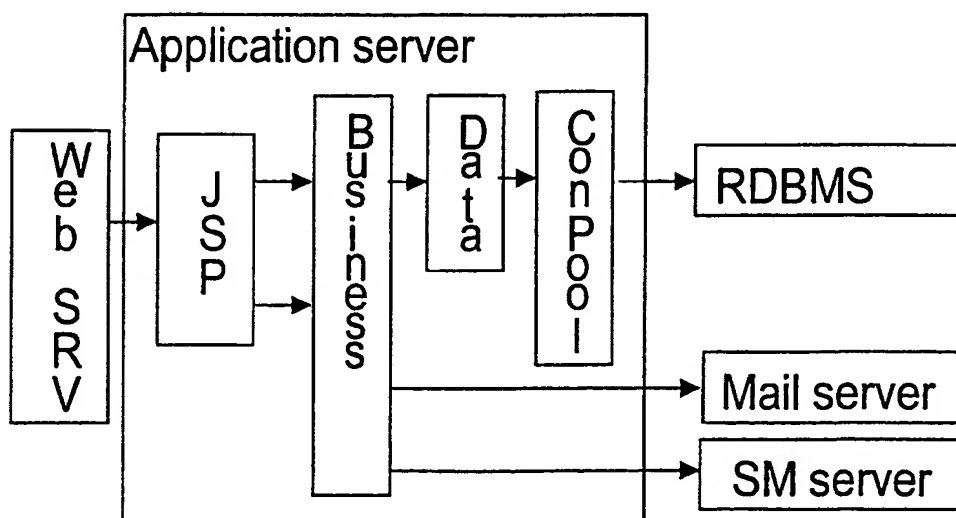 Application server
Web SRV
JSP
Business
Data
ConPool
RDBMS
Mail server
SM server